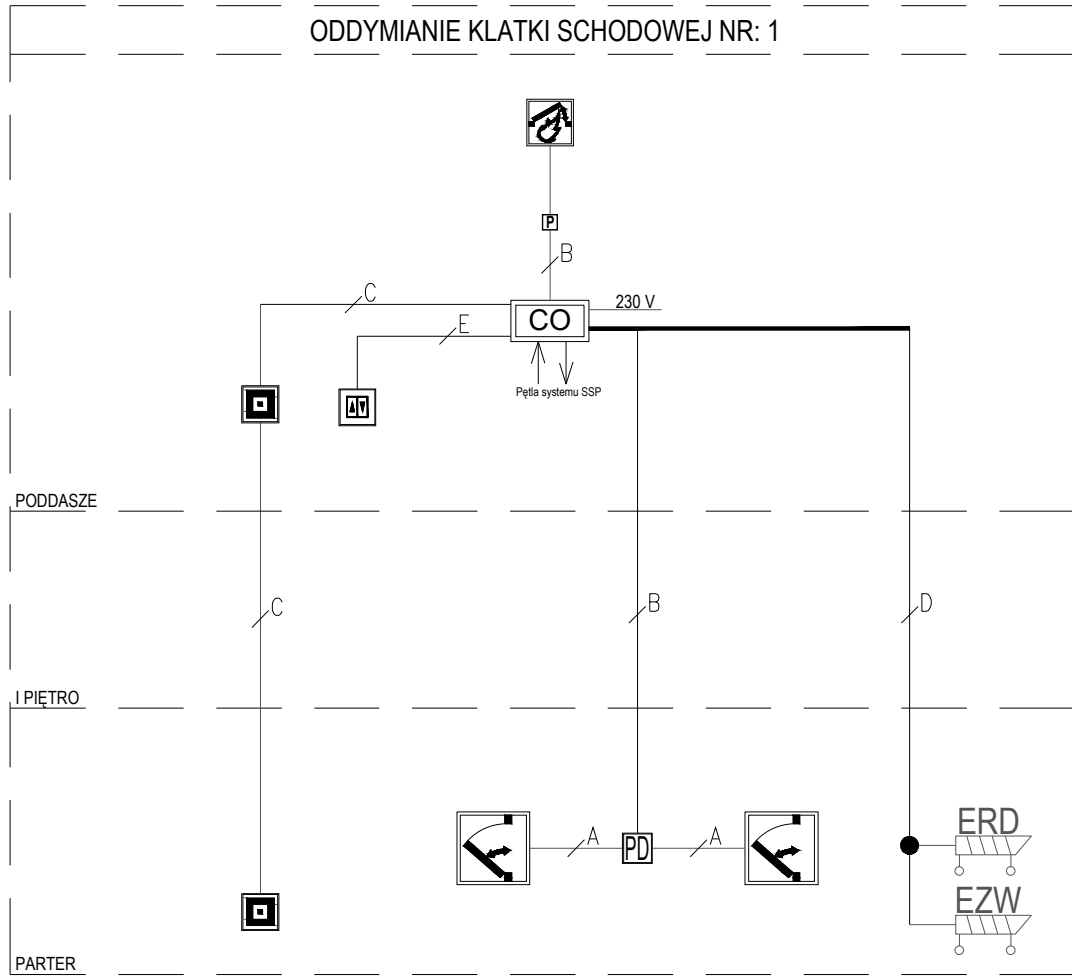 ODDYMIANIE KLATKI SCHODOWEJ NR: 1
P
B
C
230 V
CO
E
Pętla systemu SSP
PODDASZE
C
B
D
I PIĘTRO
ERD
A
PD
A
EZW
PARTER